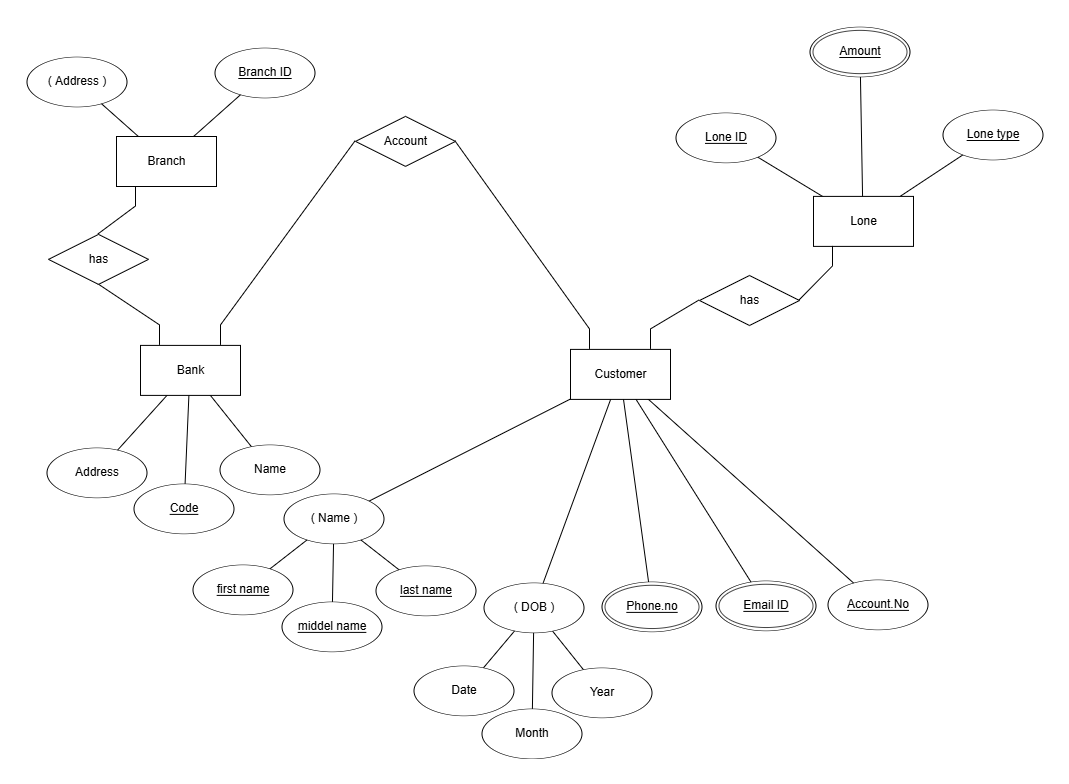 Amount
( Address )
Branch ID
Lone ID
Lone type
Account
Branch
Lone
has
has
Bank
Customer
Address
Code
Name
( Name )
first name
middel name
last name
( DOB )
Phone.no
Email ID
Account.No
Date
Month
Year